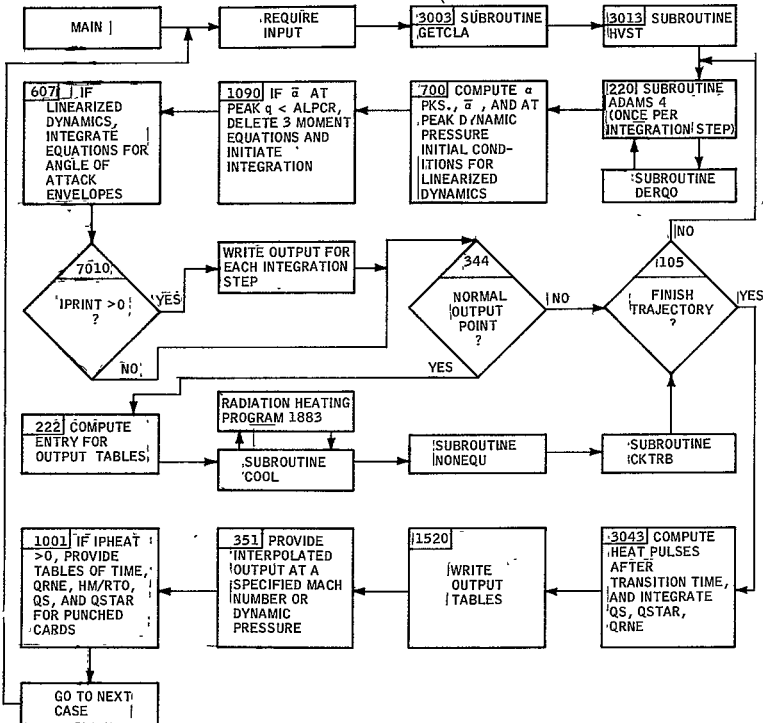 MAIN
REQUIRE
INPUT
3003 SUBROUTINE
GETCLA
3013 SUBROUTINE
HVST
607 IF
LINEARIZED
DYNAMICS,
INTEGRATE
EQUATIONS FOR
ANGLE OF
ATTACK
ENVELOPES
1090 IF ᾱ AT
PEAK q < ALPCR,
DELETE 3 MOMENT
EQUATIONS AND
INITIATE
INTEGRATION
700 COMPUTE α
PKS., ᾱ, AND AT
PEAK DYNAMIC
PRESSURE
INITIAL COND-
ITIONS FOR
LINEARIZED
DYNAMICS
220 SUBROUTINE
ADAMS 4
(ONCE PER
INTEGRATION STEP)
SUBROUTINE
DERQO
7010
IPRINT >0
?
YES
NO
WRITE OUTPUT FOR
EACH INTEGRATION
STEP
344
NORMAL
OUTPUT
POINT
?
NO
YES
105
FINISH
TRAJECTORY
?
NO
YES
222 COMPUTE
ENTRY FOR
OUTPUT TABLES
RADIATION HEATING
PROGRAM 1883
SUBROUTINE
COOL
SUBROUTINE
NONEQU
SUBROUTINE
CKTRB
1001 IF IPHEAT
>0, PROVIDE
TABLES OF TIME,
QRNE, HM/RTO,
QS, AND QSTAR
FOR PUNCHED
CARDS
351 PROVIDE
INTERPOLATED
OUTPUT AT A
SPECIFIED MACH
NUMBER OR
DYNAMIC
PRESSURE
1520
WRITE
OUTPUT
TABLES
3043 COMPUTE
HEAT PULSES
AFTER
TRANSITION TIME,
AND INTEGRATE
QS, QSTAR,
QRNE
GO TO NEXT
CASE